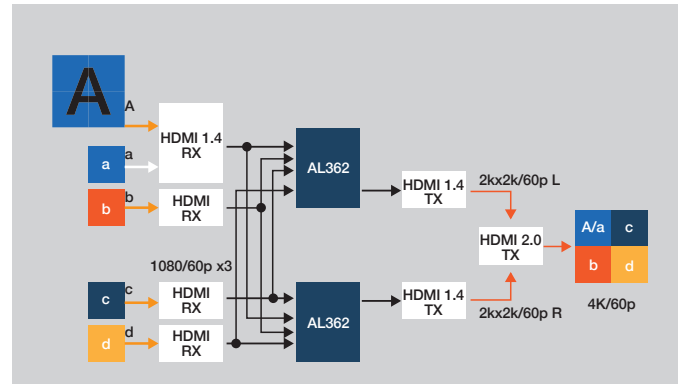 A
A
a
a
b
b
HDMI 1.4
RX
HDMI
RX
1080/60p x3
c
c
HDMI
RX
d
d
HDMI
RX
AL362
AL362
HDMI 1.4
TX
2kx2k/60p L
HDMI 1.4
TX
2kx2k/60p R
HDMI 2.0
TX
A/a
c
b
d
4K/60p